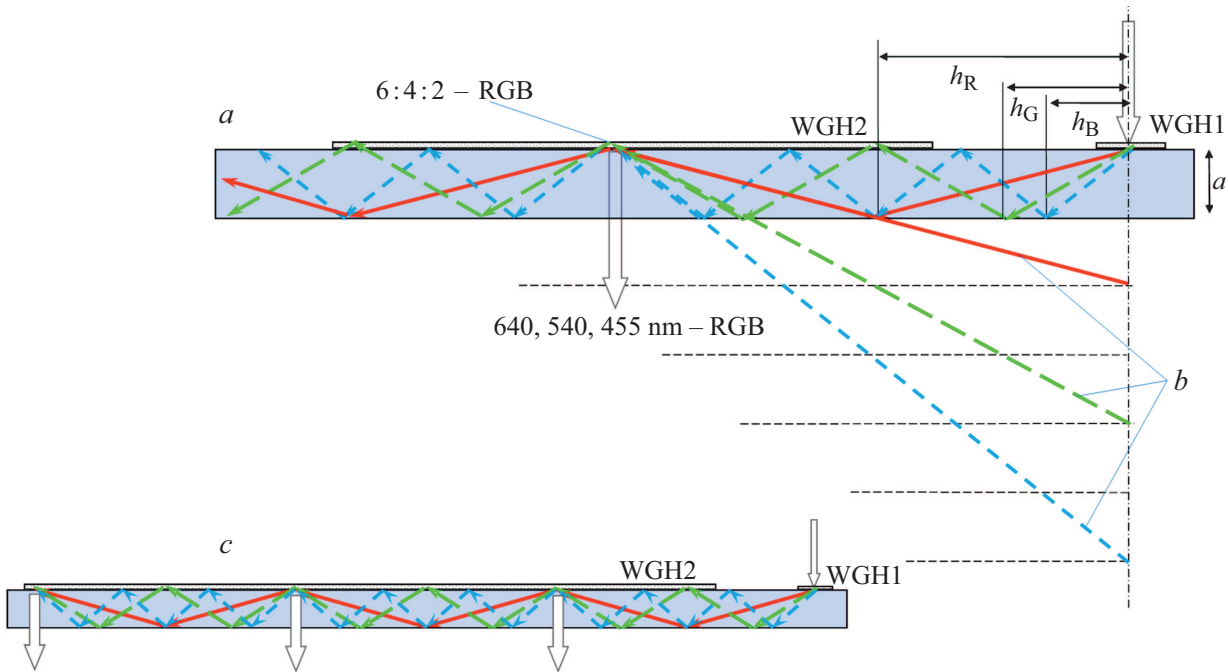 6:4:2 – RGB
h_R
a
WGH2
h_G
h_B
WGH1
a
640, 540, 455 nm – RGB
b
c
WGH2
WGH1